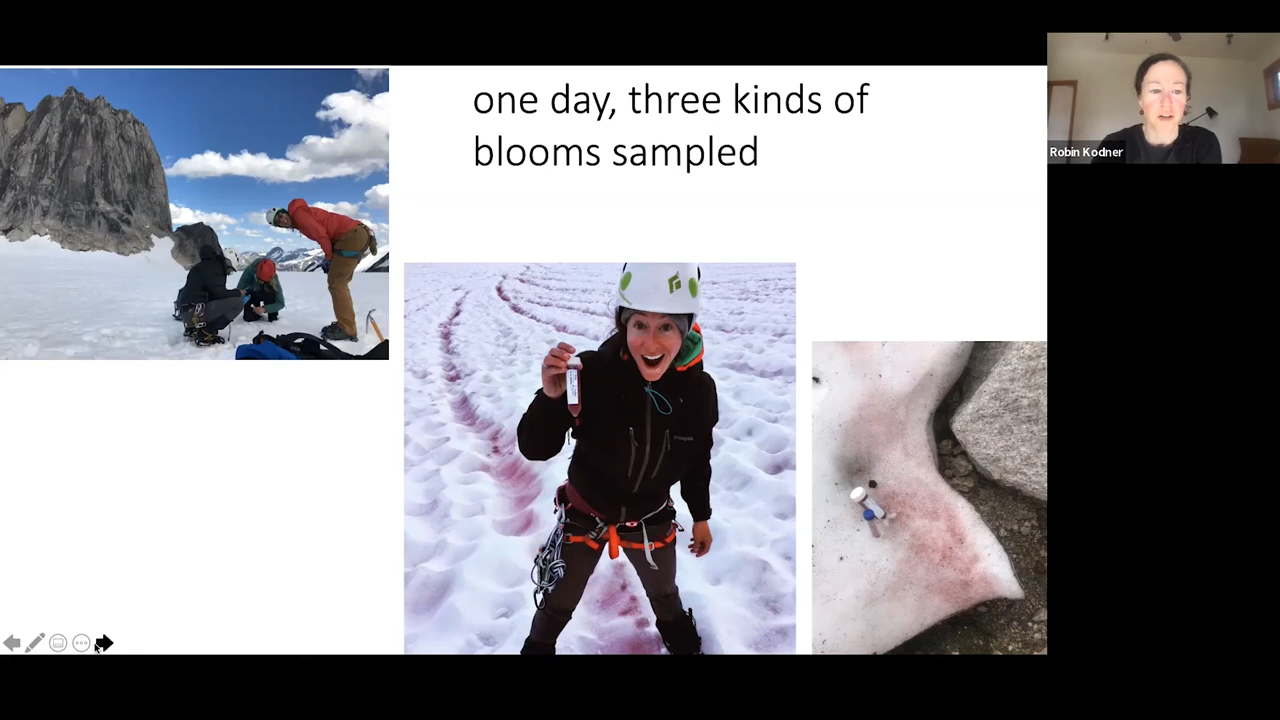 one day, three kinds of
blooms sampled
Robin Kodner